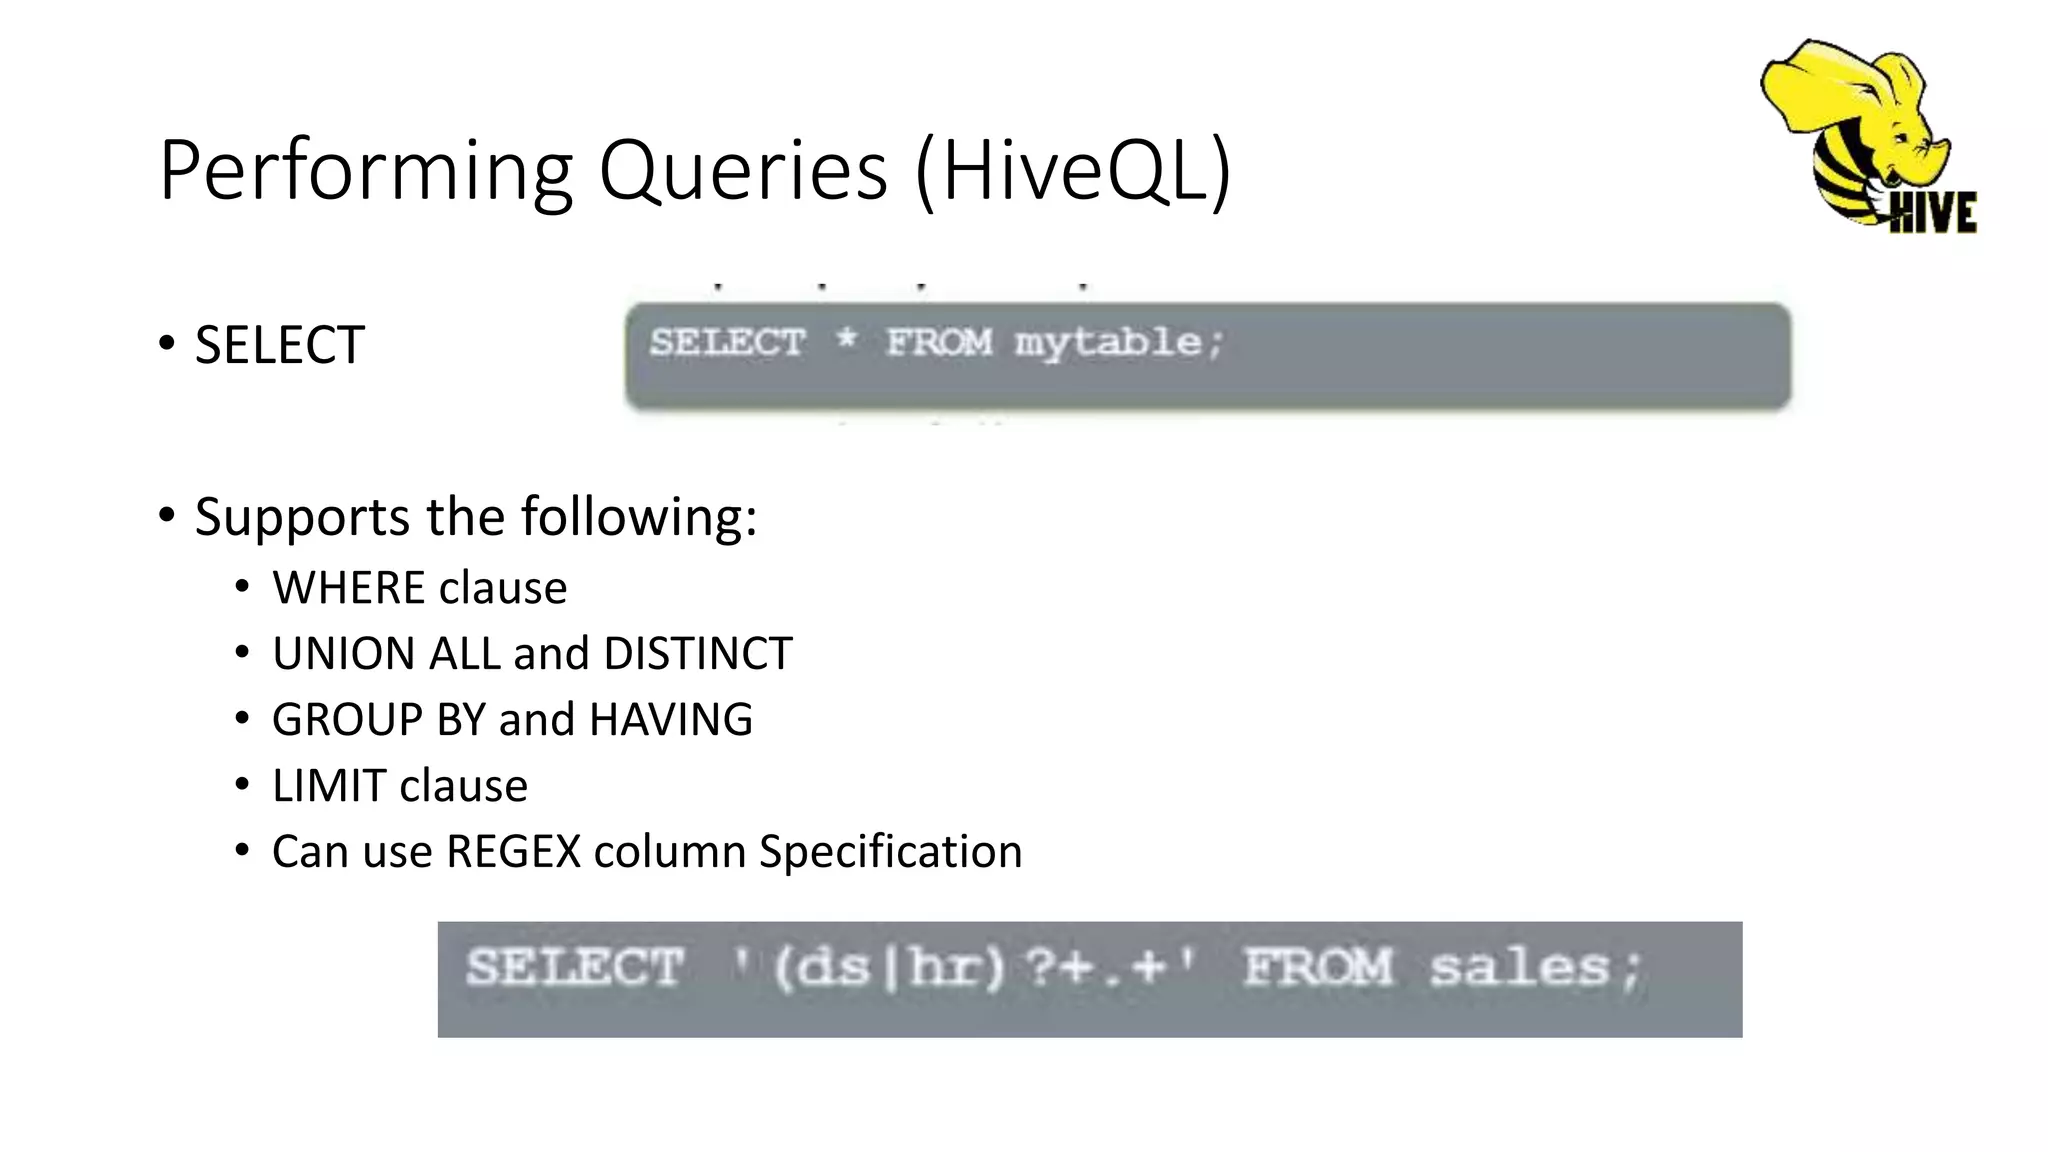 HIVE
Performing Queries (HiveQL)
• SELECT
SELECT * FROM mytable;
• Supports the following:
• WHERE clause
• UNION ALL and DISTINCT
• GROUP BY and HAVING
• LIMIT clause
• Can use REGEX column Specification
SELECT '(ds|hr)?+.+' FROM sales;